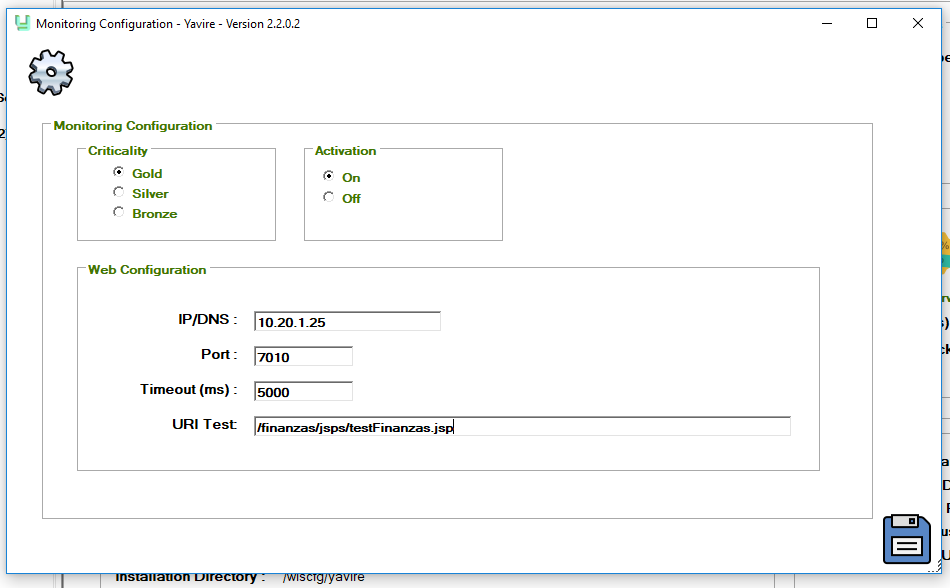 Monitoring Configuration - Yavire - Version 2.2.0.2
Monitoring Configuration
Criticality
Gold
Silver
Bronze
Activation
On
Off
Web Configuration
IP/DNS : 10.20.1.25
Port : 7010
Timeout (ms) : 5000
URI Test: /finanzas/jsps/testFinanzas.jsp
Installation Directory : /wlscfg/yavire